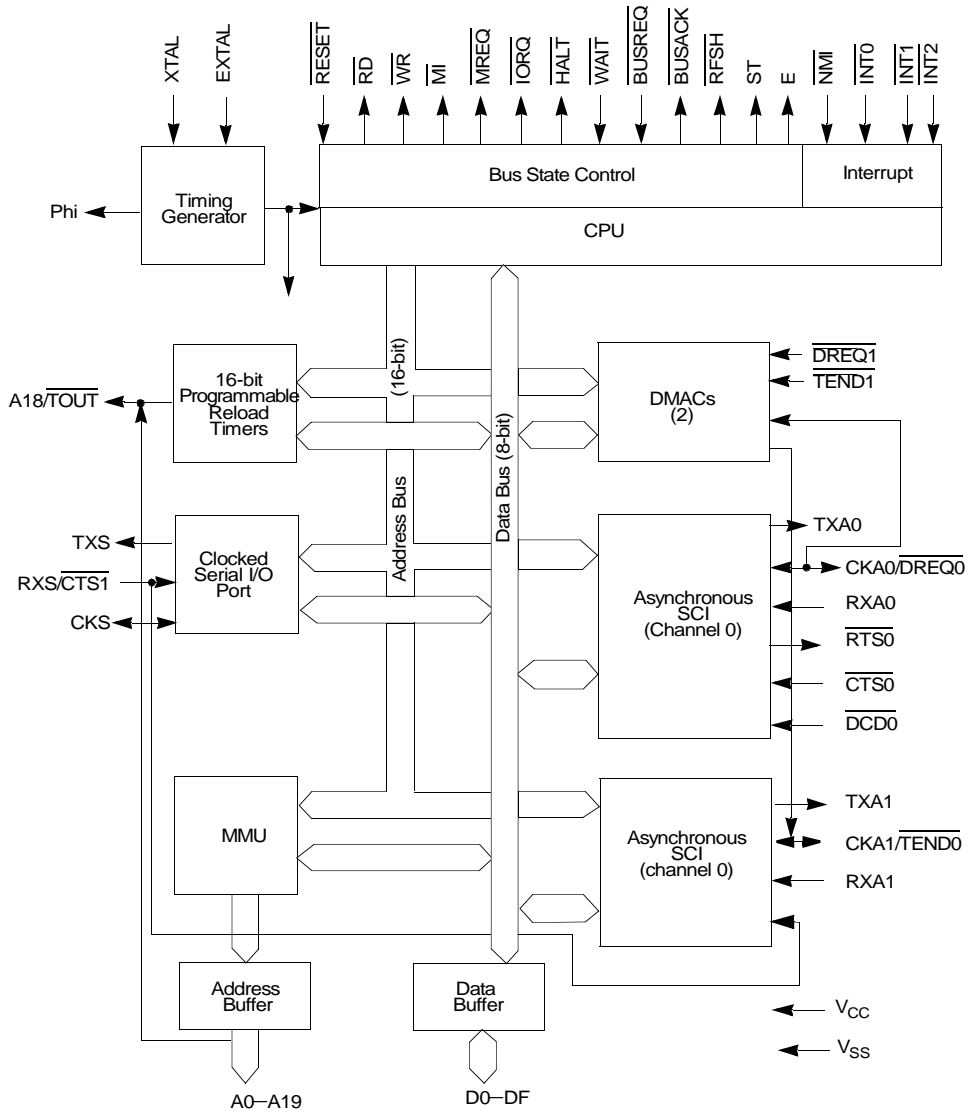 XTAL
EXTAL
RESET
RD
WR
MI
MREQ
IORQ
HALT
WAIT
BUSREQ
BUSACK
RFSH
ST
E
NMI
INT0
INT1
INT2
Timing
Generator
Bus State Control
Interrupt
Phi
CPU
16-bit
Programmable
Reload
Timers
(16-bit)
Address Bus
Data Bus (8-bit)
DMACs
(2)
DREQ1
TEND1
A18/TOUT
TXS
RXS/CTS1
CKS
Clocked
Serial I/O
Port
Asynchronous
SCI
(Channel 0)
TXA0
CKA0/DREQ0
RXA0
RTS0
CTS0
DCD0
MMU
Asynchronous
SCI
(channel 0)
TXA1
CKA1/TEND0
RXA1
Address
Buffer
Data
Buffer
VCC
VSS
A0–A19
D0–DF